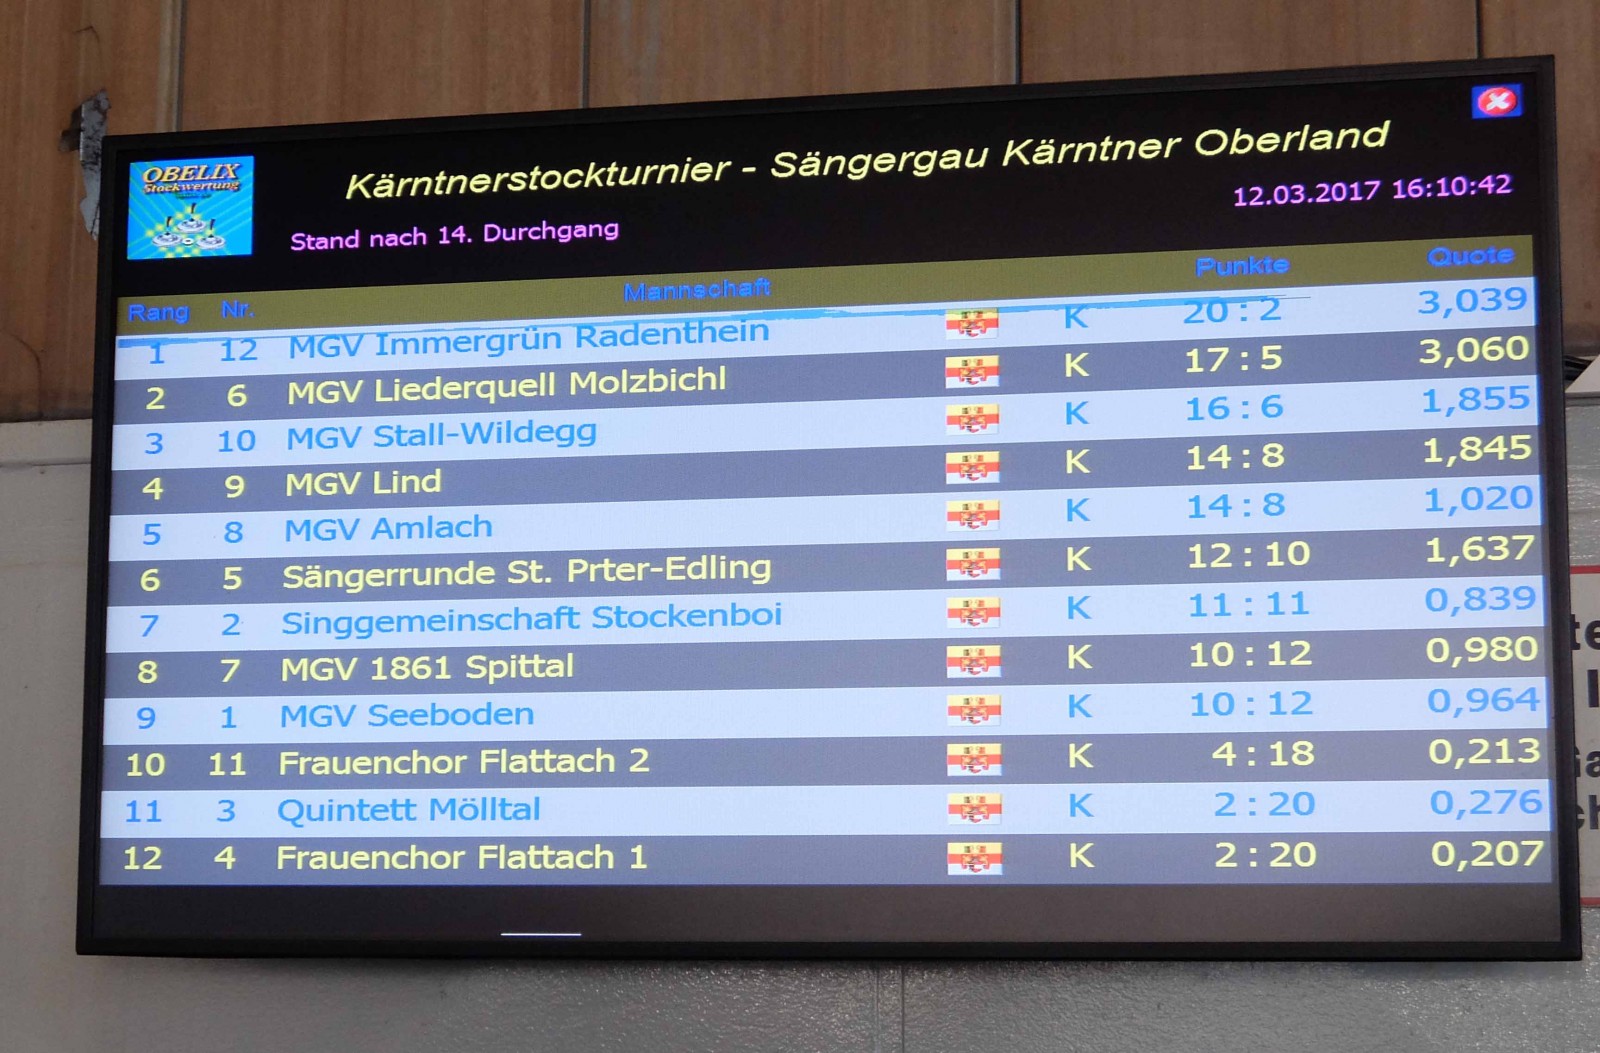 OBELIX
Stockwertung
Kärntnerstockturnier - Sängergau Kärntner Oberland
12.03.2017 16:10:42
Stand nach 14. Durchgang
Rang Nr. Mannschaft Punkte Quote
1 12 MGV Immergrün Radenthein K 20 : 2 3,039
2 6 MGV Liederquell Molzbichl K 17 : 5 3,060
3 10 MGV Stall-Wildegg K 16 : 6 1,855
4 9 MGV Lind K 14 : 8 1,845
5 8 MGV Amlach K 14 : 8 1,020
6 5 Sängerrunde St. Prter-Edling K 12 : 10 1,637
7 2 Singgemeinschaft Stockenboi K 11 : 11 0,839
8 7 MGV 1861 Spittal K 10 : 12 0,980
9 1 MGV Seeboden K 10 : 12 0,964
10 11 Frauenchor Flattach 2 K 4 : 18 0,213
11 3 Quintett Mölltal K 2 : 20 0,276
12 4 Frauenchor Flattach 1 K 2 : 20 0,207